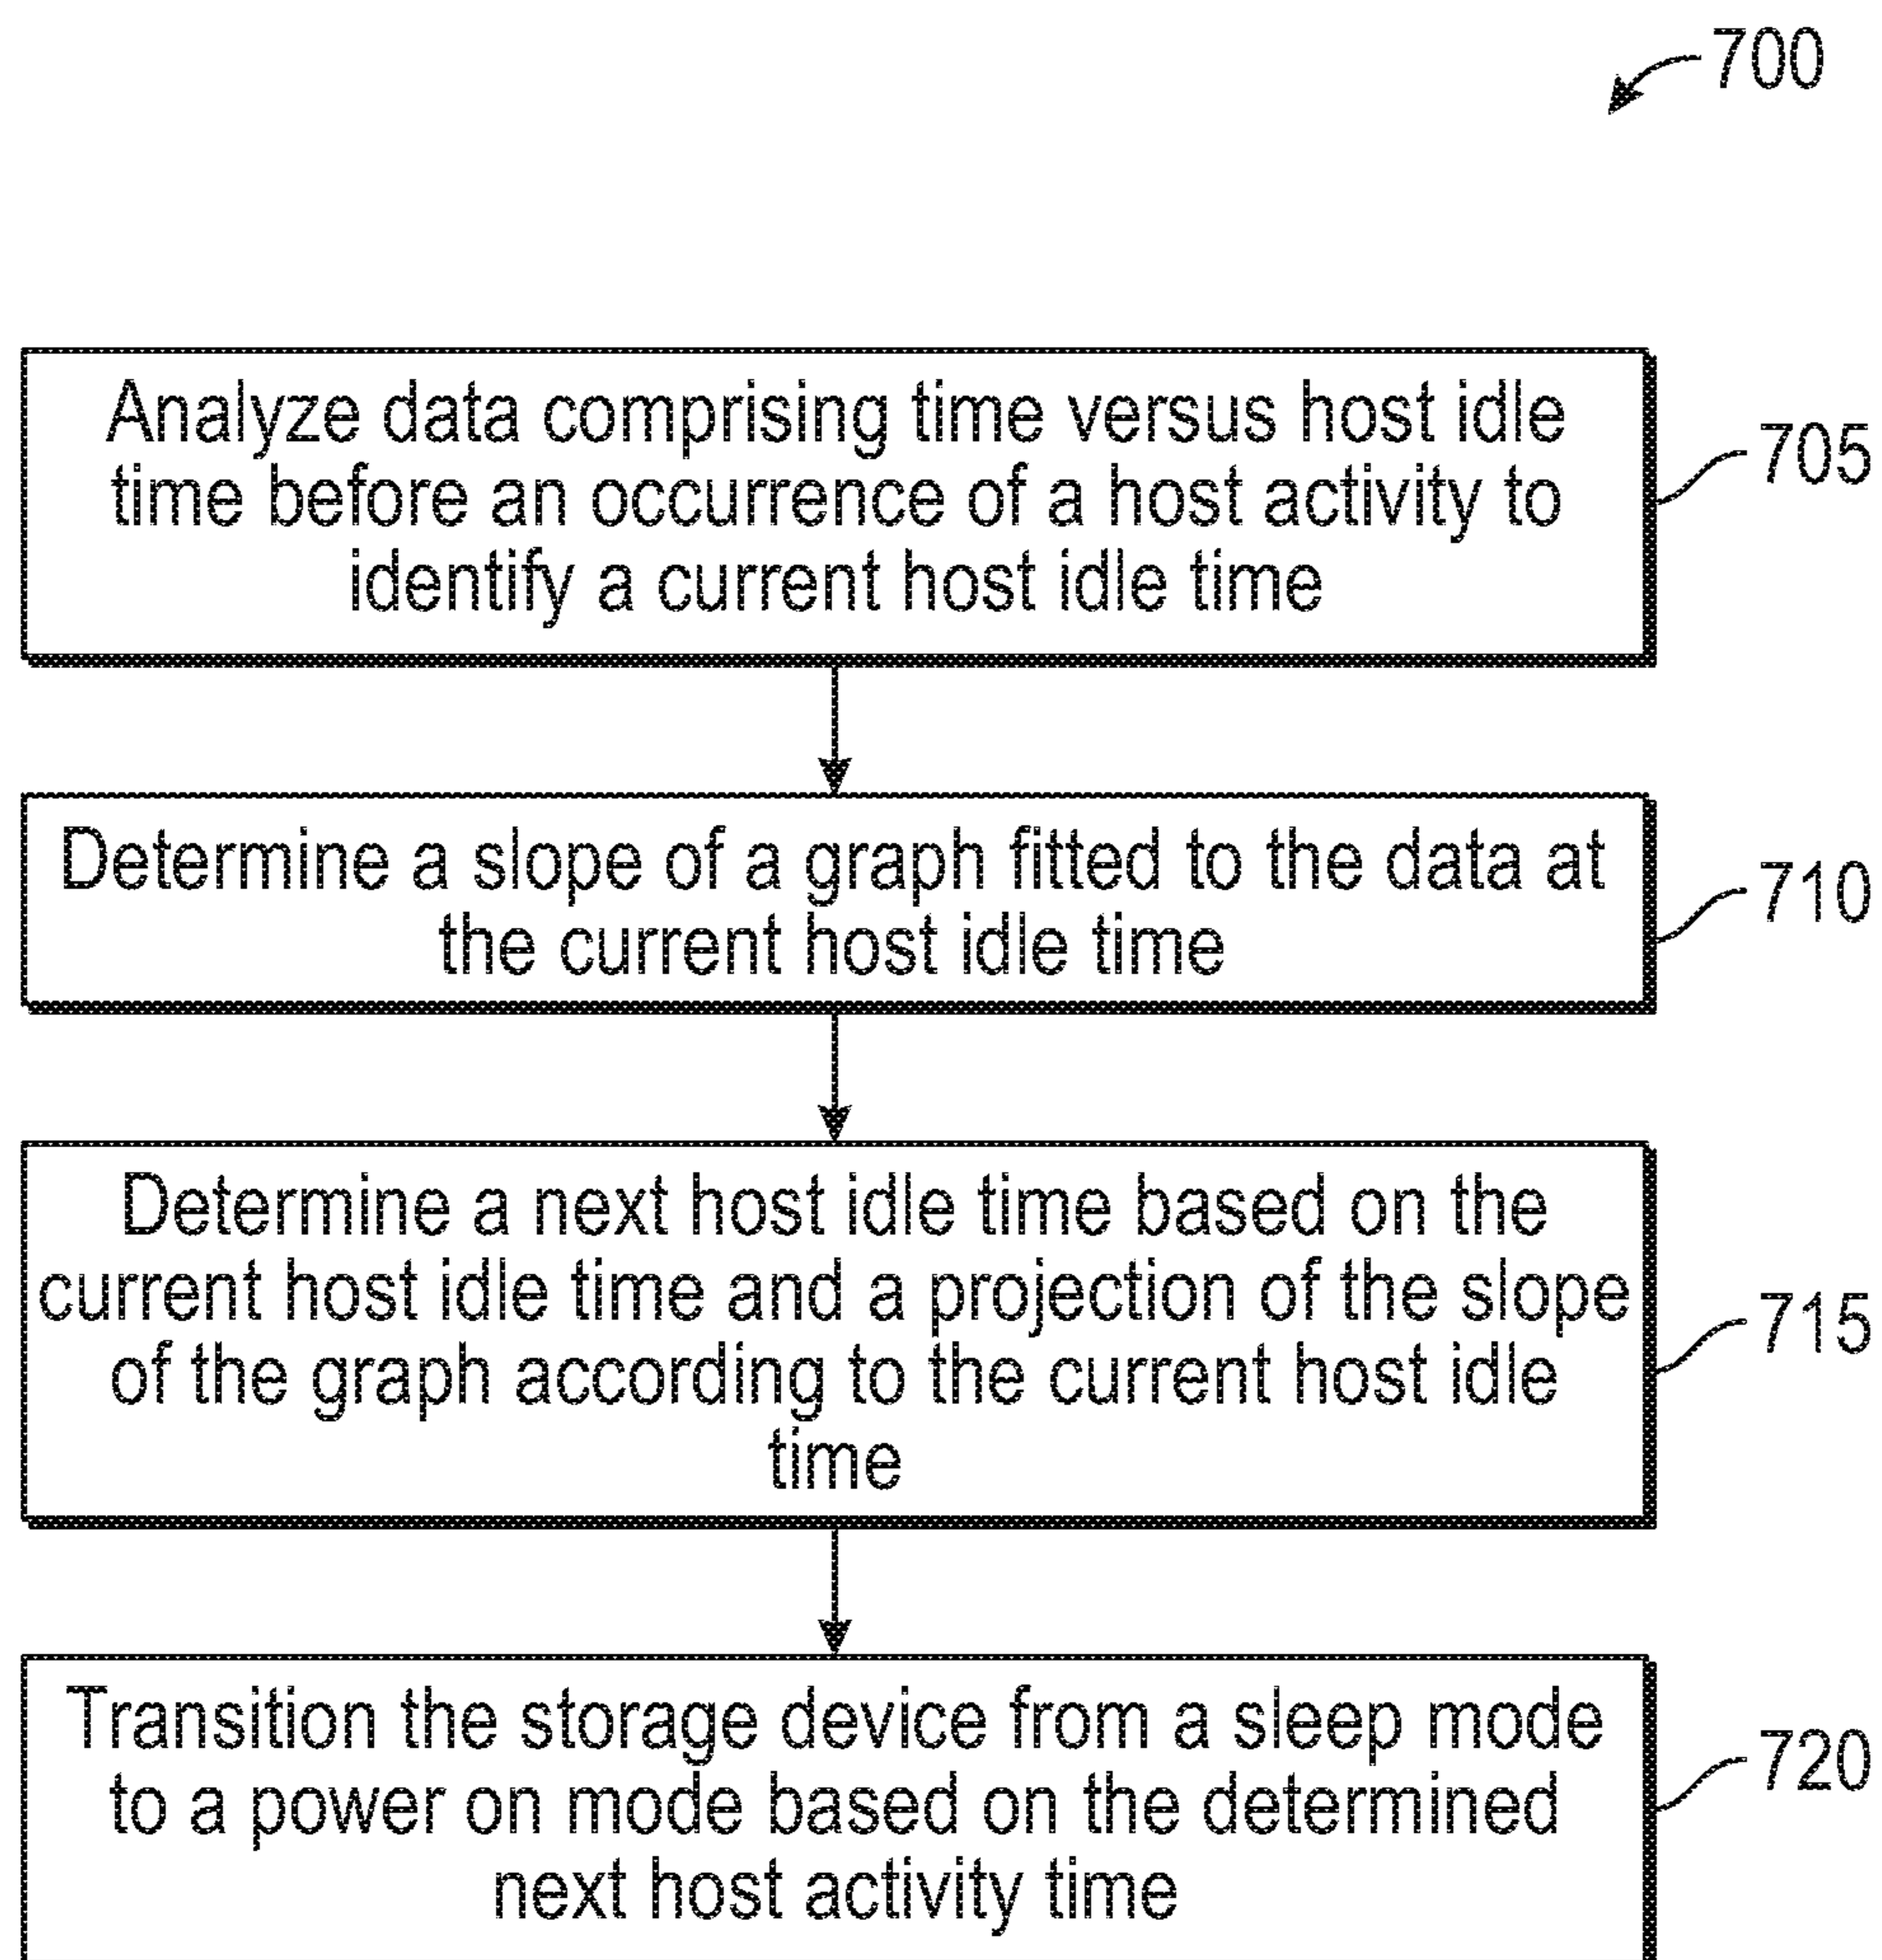 700
Analyze data comprising time versus host idle
time before an occurrence of a host activity to
identify a current host idle time
705
Determine a slope of a graph fitted to the data at
the current host idle time
710
Determine a next host idle time based on the
current host idle time and a projection of the slope
of the graph according to the current host idle
time
715
Transition the storage device from a sleep mode
to a power on mode based on the determined
next host activity time
720